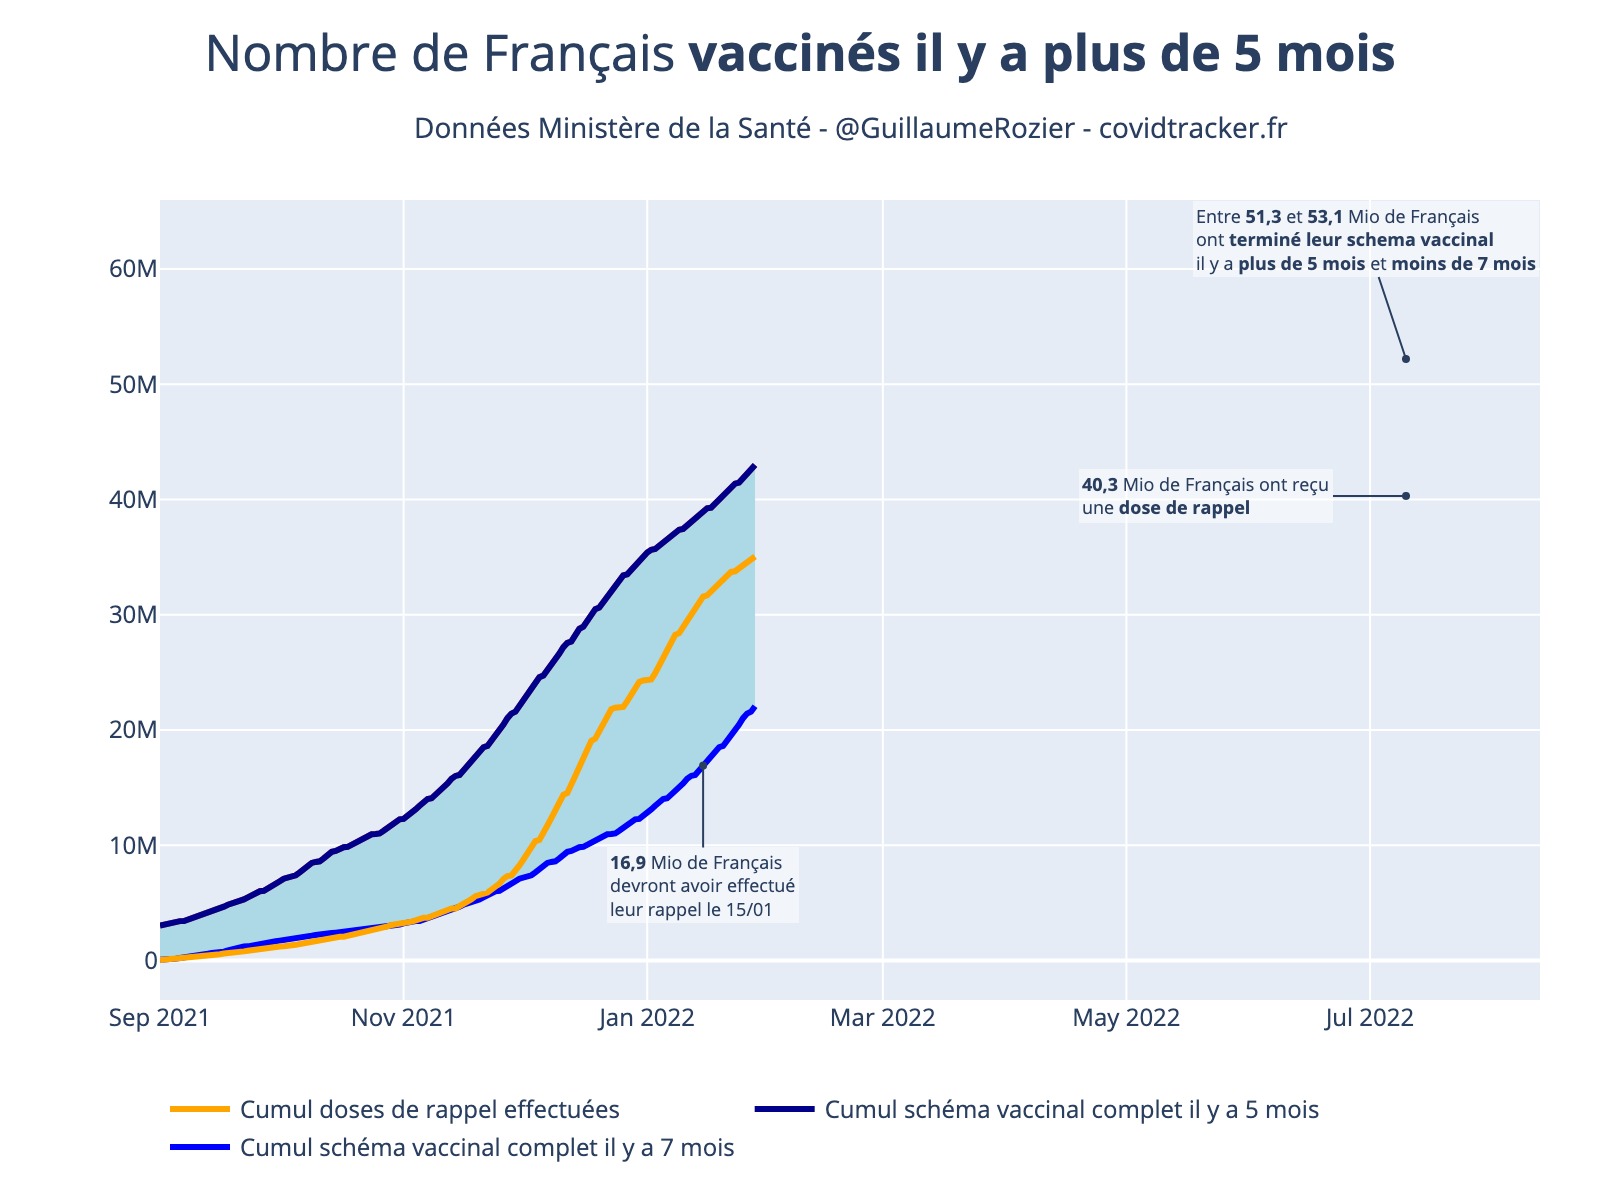 Nombre de Français vaccinés il y a plus de 5 mois
Données Ministère de la Santé - @GuillaumeRozier - covidtracker.fr
Entre 51,3 et 53,1 Mio de Français
ont terminé leur schema vaccinal
il y a plus de 5 mois et moins de 7 mois
60M
50M
40,3 Mio de Français ont reçu
une dose de rappel
40M
30M
20M
16,9 Mio de Français
devront avoir effectué
leur rappel le 15/01
10M
0
Sep 2021
Nov 2021
Jan 2022
Mar 2022
May 2022
Jul 2022
Cumul doses de rappel effectuées
Cumul schéma vaccinal complet il y a 5 mois
Cumul schéma vaccinal complet il y a 7 mois